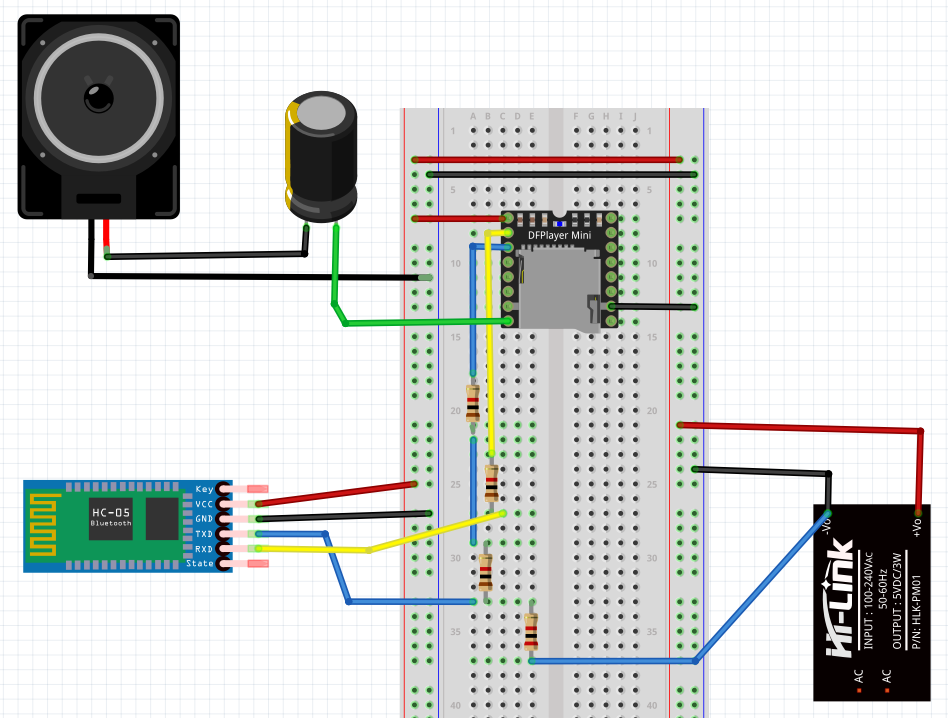 A B C D E F G H I J
1 1
5 5
DFPlayer Mini
10 10
15 15
20 20
25 25
30 30
35 35
40 40
HC-05
Bluetooth
Key
VCC
GND
TXD
RXD
State
-Vo +Vo
Hi-Link
INPUT : 100-240VAC
50-60Hz
OUTPUT : 5VDC/3W
P/N: HLK-PM01
AC AC